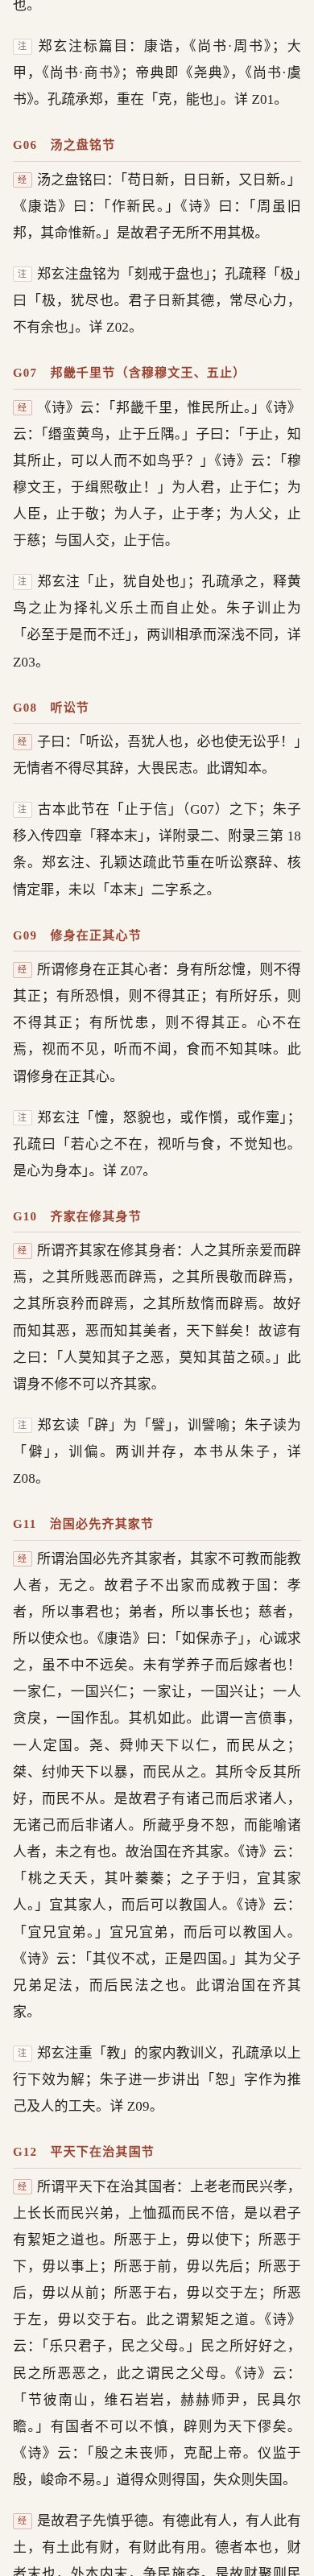 也。
注 郑玄注标篇目：康诰，《尚书·周书》；大
甲，《尚书·商书》；帝典即《尧典》，《尚书·虞
书》。孔疏承郑，重在「克，能也」。详 Z01。
G06 汤之盘铭节
经 汤之盘铭曰：「苟日新，日日新，又日新。」
《康诰》曰：「作新民。」《诗》曰：「周虽旧
邦，其命惟新。」是故君子无所不用其极。
注 郑玄注盘铭为「刻戒于盘也」；孔疏释「极」
曰「极，犹尽也。君子日新其德，常尽心力，
不有余也」。详 Z02。
G07 邦畿千里节（含穆穆文王、五止）
经 《诗》云：「邦畿千里，惟民所止。」《诗》
云：「缗蛮黄鸟，止于丘隅。」子曰：「于止，知
其所止，可以人而不如鸟乎？」《诗》云：「穆
穆文王，于缉熙敬止！」为人君，止于仁；为
人臣，止于敬；为人子，止于孝；为人父，止
于慈；与国人交，止于信。
注 郑玄注「止，犹自处也」；孔疏承之，释黄
鸟之止为择礼义乐土而自止处。朱子训止为
「必至于是而不迁」，两训相承而深浅不同，详
Z03。
G08 听讼节
经 子曰：「听讼，吾犹人也，必也使无讼乎！」
无情者不得尽其辞，大畏民志。此谓知本。
注 古本此节在「止于信」（G07）之下；朱子
移入传四章「释本末」，详附录二、附录三第 18
条。郑玄注、孔颖达疏此节重在听讼察辞、核
情定罪，未以「本末」二字系之。
G09 修身在正其心节
经 所谓修身在正其心者：身有所忿懥，则不得
其正；有所恐惧，则不得其正；有所好乐，则
不得其正；有所忧患，则不得其正。心不在
焉，视而不见，听而不闻，食而不知其味。此
谓修身在正其心。
注 郑玄注「懥，怒貌也，或作懫，或作疐」；
孔疏曰「若心之不在，视听与食，不觉知也。
是心为身本」。详 Z07。
G10 齐家在修其身节
经 所谓齐其家在修其身者：人之其所亲爱而辟
焉，之其所贱恶而辟焉，之其所畏敬而辟焉，
之其所哀矜而辟焉，之其所敖惰而辟焉。故好
而知其恶，恶而知其美者，天下鲜矣！故谚有
之曰：「人莫知其子之恶，莫知其苗之硕。」此
谓身不修不可以齐其家。
注 郑玄读「辟」为「譬」，训譬喻；朱子读为
「僻」，训偏。两训并存，本书从朱子，详
Z08。
G11 治国必先齐其家节
经 所谓治国必先齐其家者，其家不可教而能教
人者，无之。故君子不出家而成教于国：孝
者，所以事君也；弟者，所以事长也；慈者，
所以使众也。《康诰》曰：「如保赤子」，心诚求
之，虽不中不远矣。未有学养子而后嫁者也！
一家仁，一国兴仁；一家让，一国兴让；一人
贪戾，一国作乱。其机如此。此谓一言偾事，
一人定国。尧、舜帅天下以仁，而民从之；
桀、纣帅天下以暴，而民从之。其所令反其所
好，而民不从。是故君子有诸己而后求诸人，
无诸己而后非诸人。所藏乎身不恕，而能喻诸
人者，未之有也。故治国在齐其家。《诗》云：
「桃之夭夭，其叶蓁蓁；之子于归，宜其家
人。」宜其家人，而后可以教国人。《诗》云：
「宜兄宜弟。」宜兄宜弟，而后可以教国人。
《诗》云：「其仪不忒，正是四国。」其为父子
兄弟足法，而后民法之也。此谓治国在齐其
家。
注 郑玄注重「教」的家内教训义，孔疏承以上
行下效为解；朱子进一步讲出「恕」字作为推
己及人的工夫。详 Z09。
G12 平天下在治其国节
经 所谓平天下在治其国者：上老老而民兴孝，
上长长而民兴弟，上恤孤而民不倍，是以君子
有絜矩之道也。所恶于上，毋以使下；所恶于
下，毋以事上；所恶于前，毋以先后；所恶于
后，毋以从前；所恶于右，毋以交于左；所恶
于左，毋以交于右。此之谓絜矩之道。《诗》
云：「乐只君子，民之父母。」民之所好好之，
民之所恶恶之，此之谓民之父母。《诗》云：
「节彼南山，维石岩岩，赫赫师尹，民具尔
瞻。」有国者不可以不慎，辟则为天下僇矣。
《诗》云：「殷之未丧师，克配上帝。仪监于
殷，峻命不易。」道得众则得国，失众则失国。
经 是故君子先慎乎德。有德此有人，有人此有
土，有土此有财，有财此有用。德者本也，财
者末也，外本内末，争民施夺。是故财聚则民